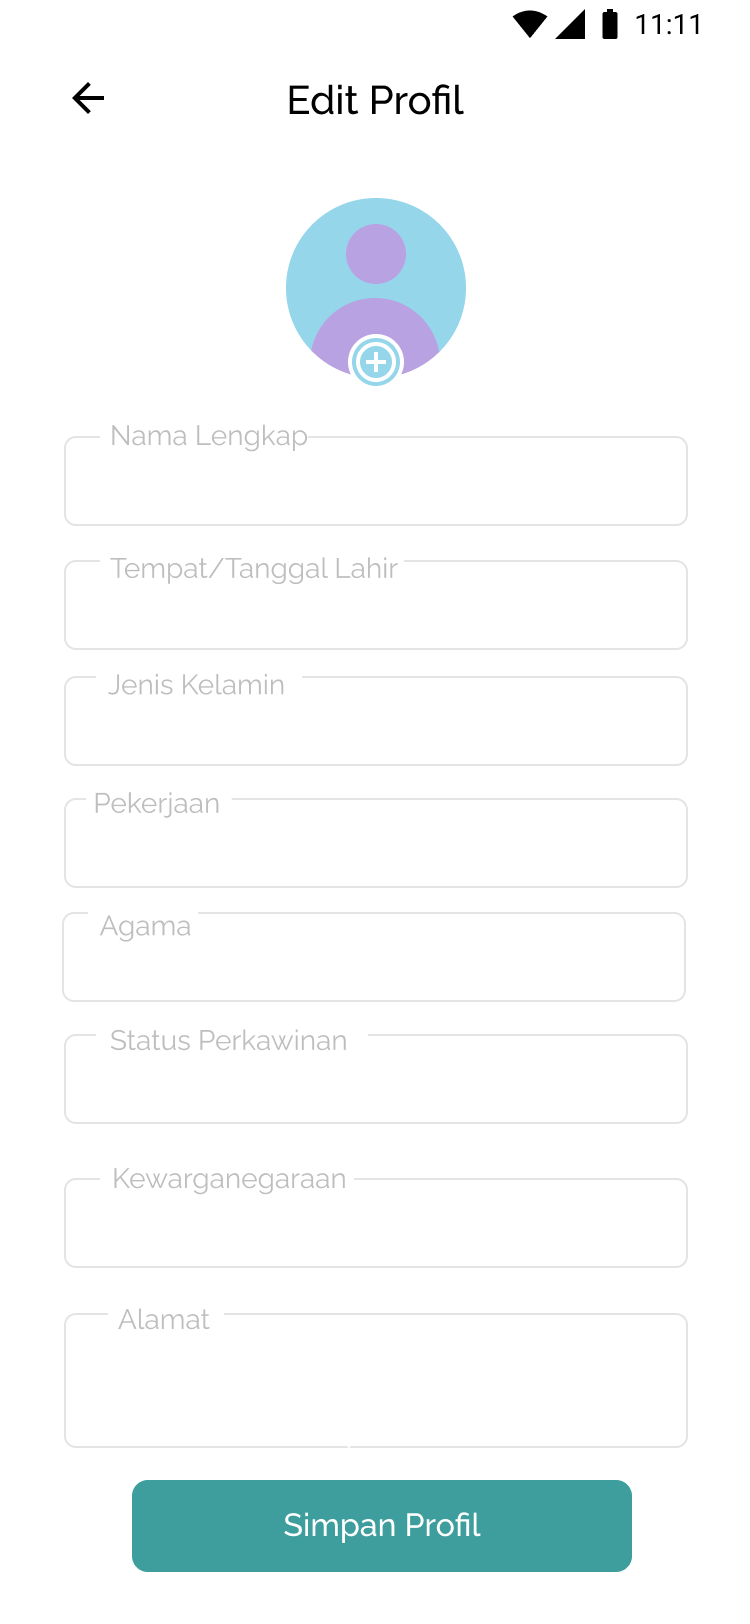 11:11
Edit Profil
Nama Lengkap
Tempat/Tanggal Lahir
Jenis Kelamin
Pekerjaan
Agama
Status Perkawinan
Kewarganegaraan
Alamat
Simpan Profil